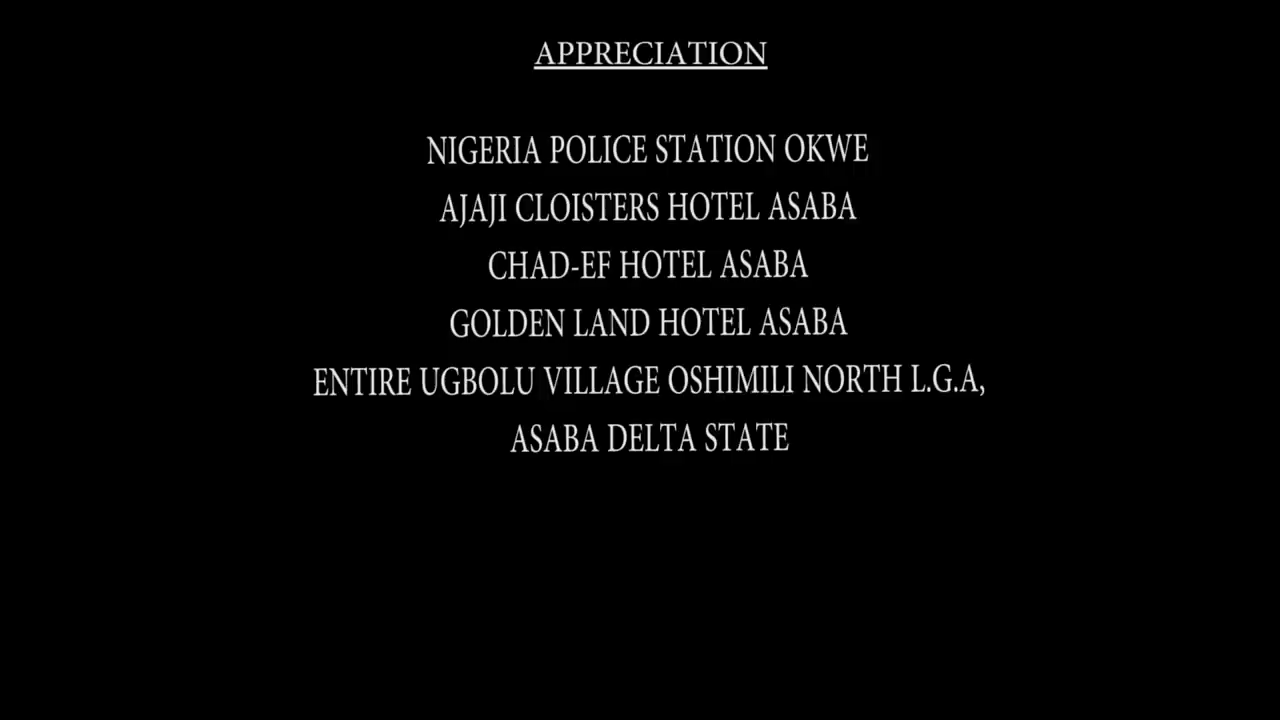 APPRECIATION
NIGERIA POLICE STATION OKWE
AJAJI CLOISTERS HOTEL ASABA
CHAD-EF HOTEL ASABA
GOLDEN LAND HOTEL ASABA
ENTIRE UGBOLU VILLAGE OSHIMILI NORTH L.G.A,
ASABA DELTA STATE